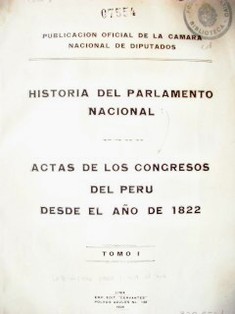 07554
PUBLICACION OFICIAL DE LA CAMARA
NACIONAL DE DIPUTADOS
HISTORIA DEL PARLAMENTO
NACIONAL
ACTAS DE LOS CONGRESOS
DEL PERU
DESDE EL AÑO DE 1822
TOMO I
LIMA